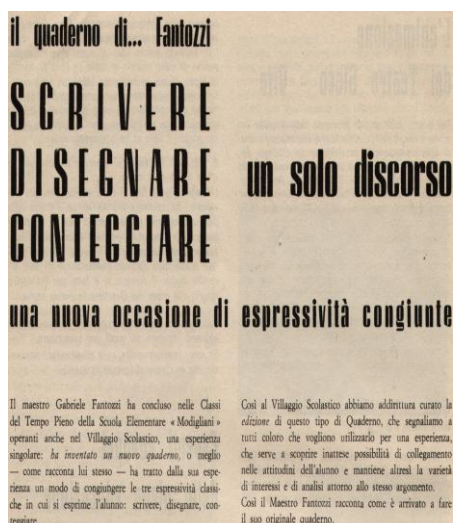 il quaderno di... Fantozzi
SCRIVERE
DISEGNARE
CONTEGGIARE
un solo discorso
una nuova occasione di espressività congiunte
Il maestro Gabriele Fantozzi ha concluso nelle Classi
del Tempo Pieno della Scuola Elementare « Modigliani »
operanti anche nel Villaggio Scolastico, una esperienza
singolare: ha inventato un nuovo quaderno, o meglio
— come racconta lui stesso — ha tratto dalla sua espe-
rienza un modo di congiungere le tre espressività classi-
che in cui si esprime l'alunno: scrivere, disegnare, con-
teggiare.
Così al Villaggio Scolastico abbiamo addirittura curato la
edizione di questo tipo di Quaderno, che segnaliamo a
tutti coloro che vogliono utilizzarlo per una esperienza,
che serve a scoprire inattese possibilità di collegamento
nelle attitudini dell'alunno e mantiene altresì la varietà
di interessi e di analisi attorno allo stesso argomento.
Così il Maestro Fantozzi racconta come è arrivato a fare
il suo originale quaderno.